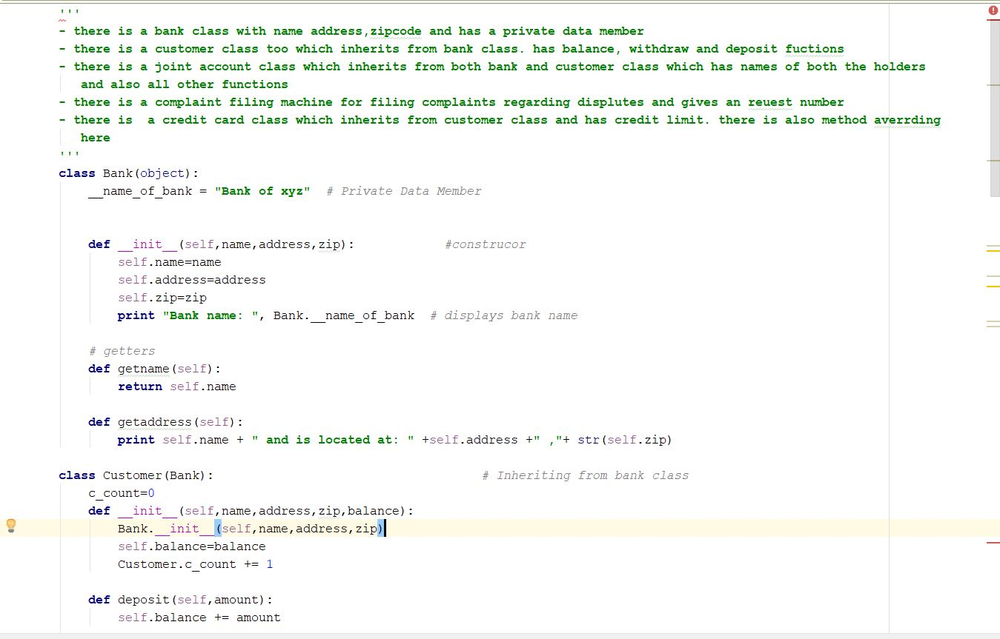 '''
- there is a bank class with name address,zipcode and has a private data member
- there is a customer class too which inherits from bank class. has balance, withdraw and deposit fuctions
- there is a joint account class which inherits from both bank and customer class which has names of both the holders
   and also all other functions
- there is a complaint filing machine for filing complaints regarding displutes and gives an reuest number
- there is  a credit card class which inherits from customer class and has credit limit. there is also method averrding
   here
'''
class Bank(object):
    __name_of_bank = "Bank of xyz"  # Private Data Member
    def __init__(self,name,address,zip):            #construcor
        self.name=name
        self.address=address
        self.zip=zip
        print "Bank name: ", Bank.__name_of_bank  # displays bank name
    # getters
    def getname(self):
        return self.name
    def getaddress(self):
        print self.name + " and is located at: " +self.address +" ,"+ str(self.zip)
class Customer(Bank):                                    # Inheriting from bank class
    c_count=0
    def __init__(self,name,address,zip,balance):
        Bank.__init__(self,name,address,zip)
        self.balance=balance
        Customer.c_count += 1
    def deposit(self,amount):
        self.balance += amount